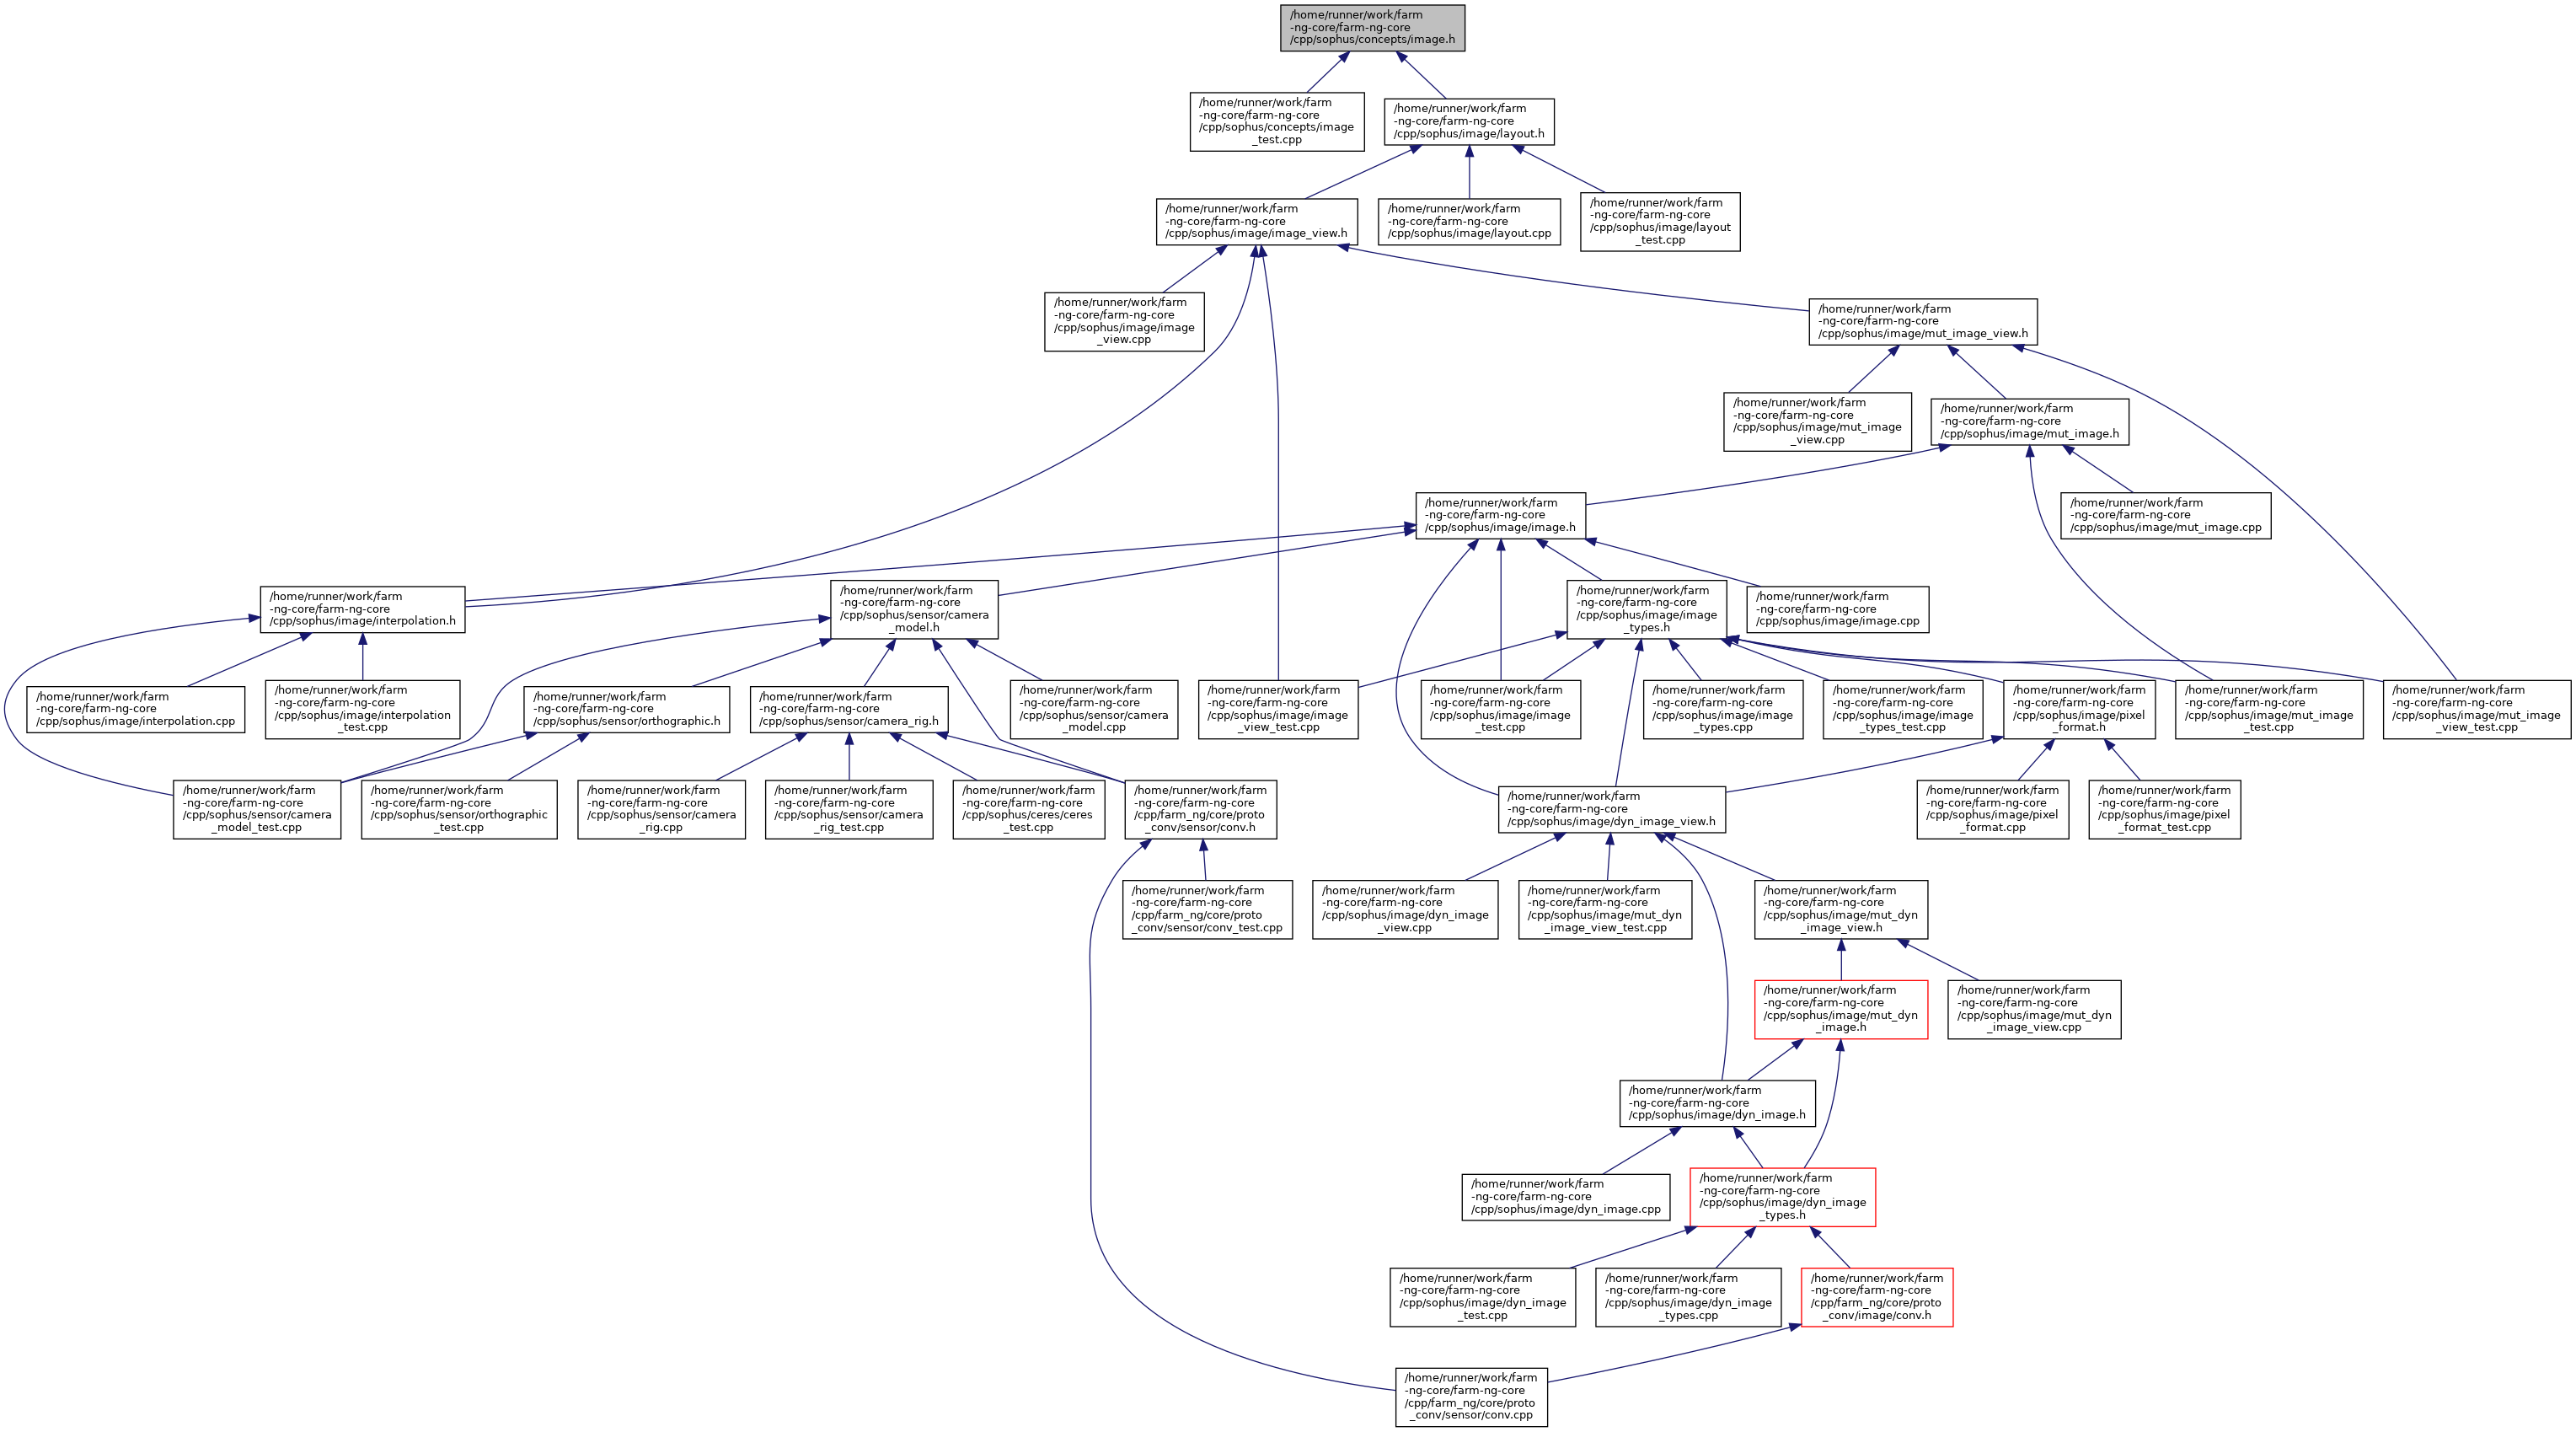 /home/runner/work/farm
-ng-core/farm-ng-core
/cpp/sophus/concepts/image.h
/home/runner/work/farm
-ng-core/farm-ng-core
/cpp/sophus/concepts/image
_test.cpp
/home/runner/work/farm
-ng-core/farm-ng-core
/cpp/sophus/image/layout.h
/home/runner/work/farm
-ng-core/farm-ng-core
/cpp/sophus/image/image_view.h
/home/runner/work/farm
-ng-core/farm-ng-core
/cpp/sophus/image/layout.cpp
/home/runner/work/farm
-ng-core/farm-ng-core
/cpp/sophus/image/layout
_test.cpp
/home/runner/work/farm
-ng-core/farm-ng-core
/cpp/sophus/image/image
_view.cpp
/home/runner/work/farm
-ng-core/farm-ng-core
/cpp/sophus/image/mut_image_view.h
/home/runner/work/farm
-ng-core/farm-ng-core
/cpp/sophus/image/mut_image
_view.cpp
/home/runner/work/farm
-ng-core/farm-ng-core
/cpp/sophus/image/mut_image.h
/home/runner/work/farm
-ng-core/farm-ng-core
/cpp/sophus/image/image.h
/home/runner/work/farm
-ng-core/farm-ng-core
/cpp/sophus/image/mut_image.cpp
/home/runner/work/farm
-ng-core/farm-ng-core
/cpp/sophus/image/interpolation.h
/home/runner/work/farm
-ng-core/farm-ng-core
/cpp/sophus/sensor/camera
_model.h
/home/runner/work/farm
-ng-core/farm-ng-core
/cpp/sophus/image/image
_types.h
/home/runner/work/farm
-ng-core/farm-ng-core
/cpp/sophus/image/image.cpp
/home/runner/work/farm
-ng-core/farm-ng-core
/cpp/sophus/image/interpolation.cpp
/home/runner/work/farm
-ng-core/farm-ng-core
/cpp/sophus/image/interpolation
_test.cpp
/home/runner/work/farm
-ng-core/farm-ng-core
/cpp/sophus/sensor/orthographic.h
/home/runner/work/farm
-ng-core/farm-ng-core
/cpp/sophus/sensor/camera_rig.h
/home/runner/work/farm
-ng-core/farm-ng-core
/cpp/sophus/sensor/camera
_model.cpp
/home/runner/work/farm
-ng-core/farm-ng-core
/cpp/sophus/image/image
_view_test.cpp
/home/runner/work/farm
-ng-core/farm-ng-core
/cpp/sophus/image/image
_test.cpp
/home/runner/work/farm
-ng-core/farm-ng-core
/cpp/sophus/image/image
_types.cpp
/home/runner/work/farm
-ng-core/farm-ng-core
/cpp/sophus/image/image
_types_test.cpp
/home/runner/work/farm
-ng-core/farm-ng-core
/cpp/sophus/image/pixel
_format.h
/home/runner/work/farm
-ng-core/farm-ng-core
/cpp/sophus/image/mut_image
_test.cpp
/home/runner/work/farm
-ng-core/farm-ng-core
/cpp/sophus/image/mut_image
_view_test.cpp
/home/runner/work/farm
-ng-core/farm-ng-core
/cpp/sophus/sensor/camera
_model_test.cpp
/home/runner/work/farm
-ng-core/farm-ng-core
/cpp/sophus/sensor/orthographic
_test.cpp
/home/runner/work/farm
-ng-core/farm-ng-core
/cpp/sophus/sensor/camera
_rig.cpp
/home/runner/work/farm
-ng-core/farm-ng-core
/cpp/sophus/sensor/camera
_rig_test.cpp
/home/runner/work/farm
-ng-core/farm-ng-core
/cpp/sophus/ceres/ceres
_test.cpp
/home/runner/work/farm
-ng-core/farm-ng-core
/cpp/farm_ng/core/proto
_conv/sensor/conv.h
/home/runner/work/farm
-ng-core/farm-ng-core
/cpp/sophus/image/dyn_image_view.h
/home/runner/work/farm
-ng-core/farm-ng-core
/cpp/sophus/image/pixel
_format.cpp
/home/runner/work/farm
-ng-core/farm-ng-core
/cpp/sophus/image/pixel
_format_test.cpp
/home/runner/work/farm
-ng-core/farm-ng-core
/cpp/farm_ng/core/proto
_conv/sensor/conv_test.cpp
/home/runner/work/farm
-ng-core/farm-ng-core
/cpp/sophus/image/dyn_image
_view.cpp
/home/runner/work/farm
-ng-core/farm-ng-core
/cpp/sophus/image/mut_dyn
_image_view_test.cpp
/home/runner/work/farm
-ng-core/farm-ng-core
/cpp/sophus/image/mut_dyn
_image_view.h
/home/runner/work/farm
-ng-core/farm-ng-core
/cpp/sophus/image/mut_dyn
_image.h
/home/runner/work/farm
-ng-core/farm-ng-core
/cpp/sophus/image/mut_dyn
_image_view.cpp
/home/runner/work/farm
-ng-core/farm-ng-core
/cpp/sophus/image/dyn_image.h
/home/runner/work/farm
-ng-core/farm-ng-core
/cpp/sophus/image/dyn_image.cpp
/home/runner/work/farm
-ng-core/farm-ng-core
/cpp/sophus/image/dyn_image
_types.h
/home/runner/work/farm
-ng-core/farm-ng-core
/cpp/sophus/image/dyn_image
_test.cpp
/home/runner/work/farm
-ng-core/farm-ng-core
/cpp/sophus/image/dyn_image
_types.cpp
/home/runner/work/farm
-ng-core/farm-ng-core
/cpp/farm_ng/core/proto
_conv/image/conv.h
/home/runner/work/farm
-ng-core/farm-ng-core
/cpp/farm_ng/core/proto
_conv/sensor/conv.cpp